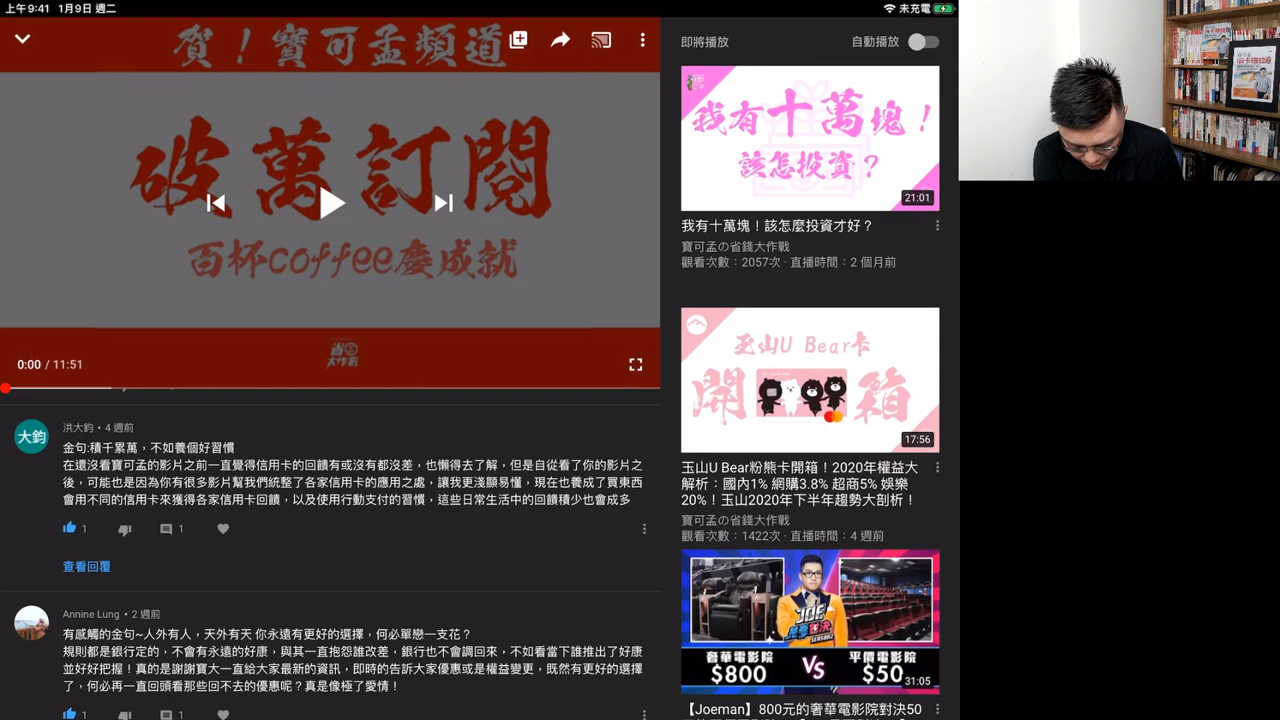 上午9:41 1月9日 週二
未充電
賀！寶可孟頻道
破萬訂閱
百杯coffee慶成就
省$
大作戰
0:00 / 11:51
洪大鈞 • 4 週前
大鈞
金句:積千累萬，不如養個好習慣
在還沒看寶可孟的影片之前一直覺得信用卡的回饋有或沒有都沒差，也懶得去了解，但是自從看了你的影片之
後，可能也是因為你有很多影片幫我們統整了各家信用卡的應用之處，讓我更淺顯易懂，現在也養成了買東西
會用不同的信用卡來獲得各家信用卡回饋，以及使用行動支付的習慣，這些日常生活中的回饋積少也會成多
1
1
查看回覆
Annine Lung • 2 週前
有感觸的金句~人外有人，天外有天 你永遠有更好的選擇，何必單戀一支花？
規則都是銀行定的，不會有永遠的好康，與其一直抱怨誰改差，銀行也不會調回來，不如看當下誰推出了好康
並好好把握！真的是謝謝寶大一直給大家最新的資訊，即時的告訴大家優惠或是權益變更，既然有更好的選擇
了，何必再一直回頭看那些回不去的優惠呢？真是像極了愛情！
1
1
即將播放
自動播放
我有十萬塊！
該怎投資？
21:01
我有十萬塊！該怎麼投資才好？
寶可孟の省錢大作戰
觀看次數：2057次 · 直播時間：2 個月前
玉山U Bear卡
開箱
17:56
玉山U Bear粉熊卡開箱！2020年權益大
解析：國內1% 網購3.8% 超商5% 娛樂
20%！玉山2020年下半年趨勢大剖析！
寶可孟の省錢大作戰
觀看次數：1422次 · 直播時間：4 週前
JOE
奢華電影院
$800
VS
平價電影院
$50
31:05
【Joeman】800元的奢華電影院對決50